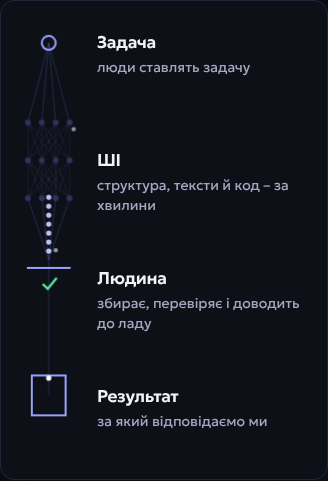 Задача
люди ставлять задачу
ШІ
структура, тексти й код – за
хвилини
Людина
збирає, перевіряє і доводить
до ладу
Результат
за який відповідаємо ми